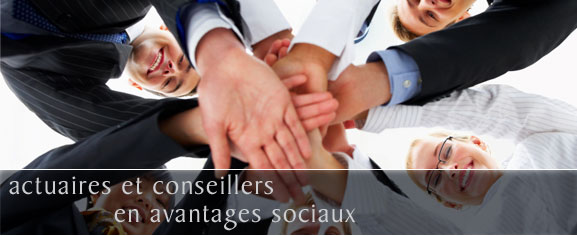 actuaires et conseillers
en avantages sociaux